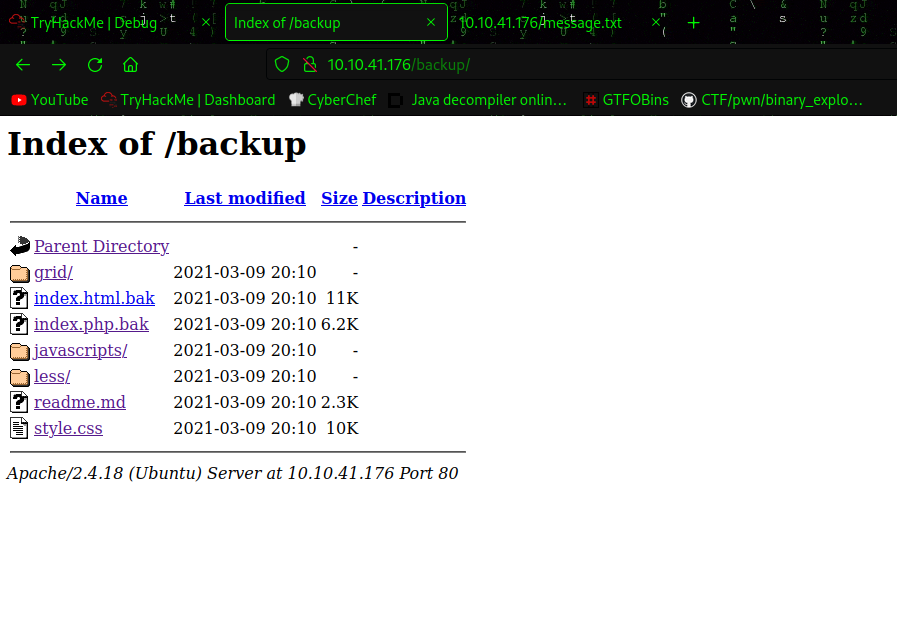 TryHackMe | Debug
Index of /backup
10.10.41.176/message.txt
10.10.41.176/backup/
YouTube TryHackMe | Dashboard CyberChef Java decompiler onlin… GTFOBins CTF/pwn/binary_explo…
Index of /backup
Name Last modified Size Description
Parent Directory -
grid/ 2021-03-09 20:10 -
index.html.bak 2021-03-09 20:10 11K
index.php.bak 2021-03-09 20:10 6.2K
javascripts/ 2021-03-09 20:10 -
less/ 2021-03-09 20:10 -
readme.md 2021-03-09 20:10 2.3K
style.css 2021-03-09 20:10 10K
Apache/2.4.18 (Ubuntu) Server at 10.10.41.176 Port 80